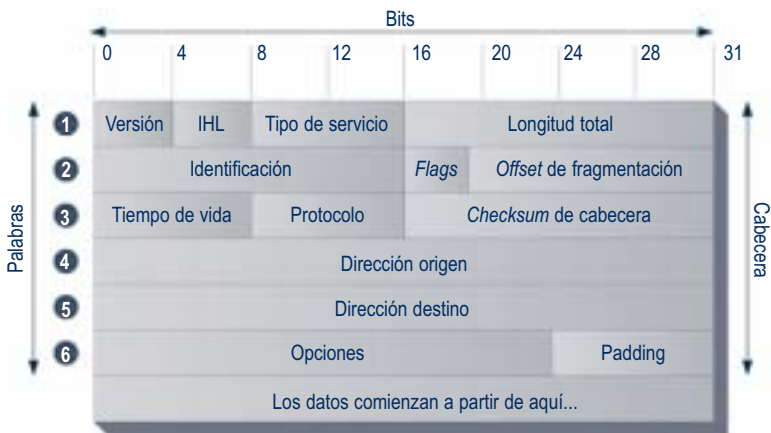 Bits
0 4 8 12 16 20 24 28 31
1 Versión IHL Tipo de servicio Longitud total
2 Identificación Flags Offset de fragmentación
3 Tiempo de vida Protocolo Checksum de cabecera
4 Dirección origen
5 Dirección destino
6 Opciones Padding
Los datos comienzan a partir de aquí...
Palabras
Cabecera